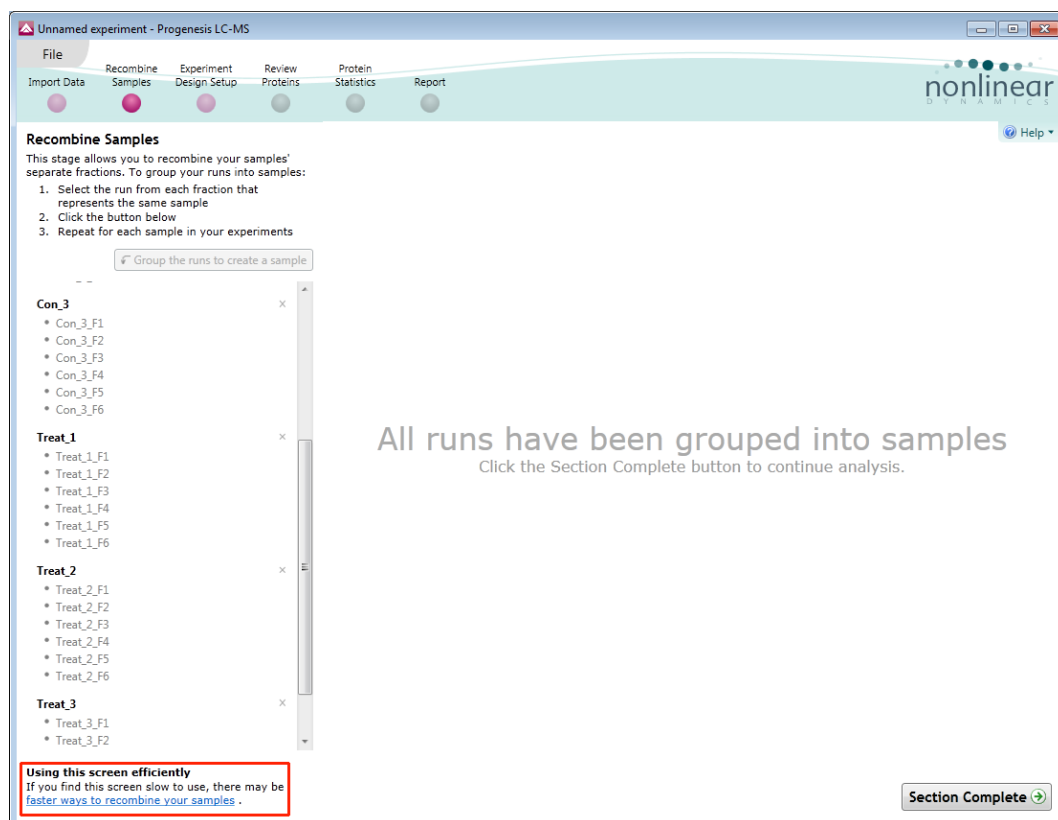 Unnamed experiment - Progenesis LC-MS
File
Import Data
Recombine
Samples
Experiment
Design Setup
Review
Proteins
Protein
Statistics
Report
nonlinear
DYNAMICS
Help
Recombine Samples
This stage allows you to recombine your samples'
separate fractions. To group your runs into samples:
1. Select the run from each fraction that
represents the same sample
2. Click the button below
3. Repeat for each sample in your experiments
Group the runs to create a sample
Con_3
• Con_3_F1
• Con_3_F2
• Con_3_F3
• Con_3_F4
• Con_3_F5
• Con_3_F6
Treat_1
• Treat_1_F1
• Treat_1_F2
• Treat_1_F3
• Treat_1_F4
• Treat_1_F5
• Treat_1_F6
Treat_2
• Treat_2_F1
• Treat_2_F2
• Treat_2_F3
• Treat_2_F4
• Treat_2_F5
• Treat_2_F6
Treat_3
• Treat_3_F1
• Treat_3_F2
All runs have been grouped into samples
Click the Section Complete button to continue analysis.
Using this screen efficiently
If you find this screen slow to use, there may be
faster ways to recombine your samples .
Section Complete